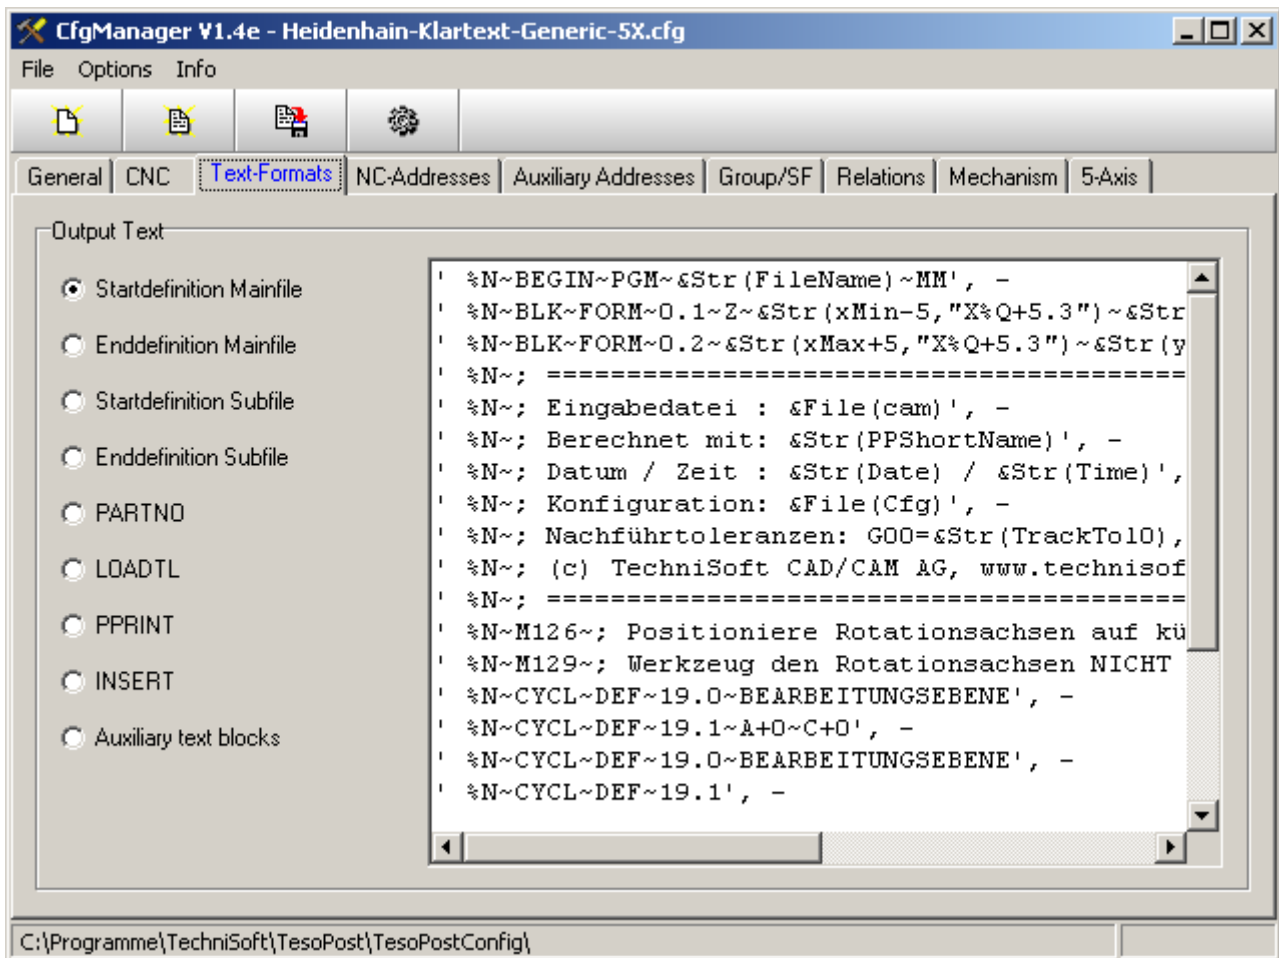 CfgManager V1.4e - Heidenhain-Klartext-Generic-5X.cfg
File Options Info
General CNC Text-Formats NC-Addresses Auxiliary Addresses Group/SF Relations Mechanism 5-Axis
Output Text
Startdefinition Mainfile
Enddefinition Mainfile
Startdefinition Subfile
Enddefinition Subfile
PARTNO
LOADTL
PPRINT
INSERT
Auxiliary text blocks
' %N~BEGIN~PGM~&Str(FileName)~MM', -
' %N~BLK~FORM~0.1~Z~&Str(xMin-5,"X%Q+5.3")~&Str
' %N~BLK~FORM~0.2~&Str(xMax+5,"X%Q+5.3")~&Str(y
' %N~; ========================================
' %N~; Eingabedatei : &File(cam)', -
' %N~; Berechnet mit: &Str(PPShortName)', -
' %N~; Datum / Zeit : &Str(Date) / &Str(Time)',
' %N~; Konfiguration: &File(Cfg)', -
' %N~; Nachführtoleranzen: G00=&Str(TrackTol0),
' %N~; (c) TechniSoft CAD/CAM AG, www.technisof
' %N~; ========================================
' %N~M126~; Positioniere Rotationsachsen auf kü
' %N~M129~; Werkzeug den Rotationsachsen NICHT
' %N~CYCL~DEF~19.0~BEARBEITUNGSEBENE', -
' %N~CYCL~DEF~19.1~A+0~C+0', -
' %N~CYCL~DEF~19.0~BEARBEITUNGSEBENE', -
' %N~CYCL~DEF~19.1', -
C:\Programme\TechniSoft\TesoPost\TesoPostConfig\